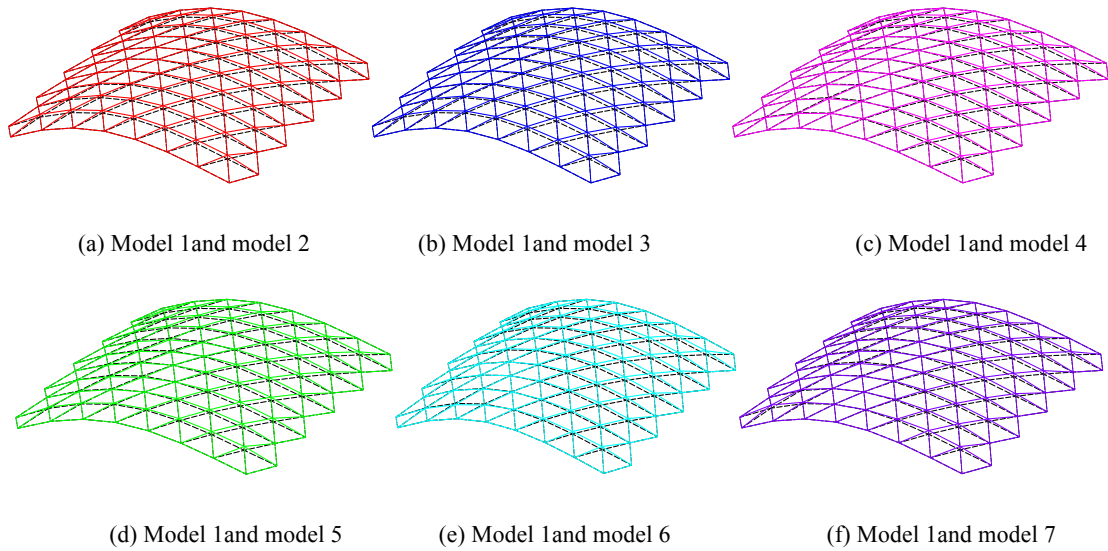 (a) Model 1and model 2
(b) Model 1and model 3
(c) Model 1and model 4
(d) Model 1and model 5
(e) Model 1and model 6
(f) Model 1and model 7